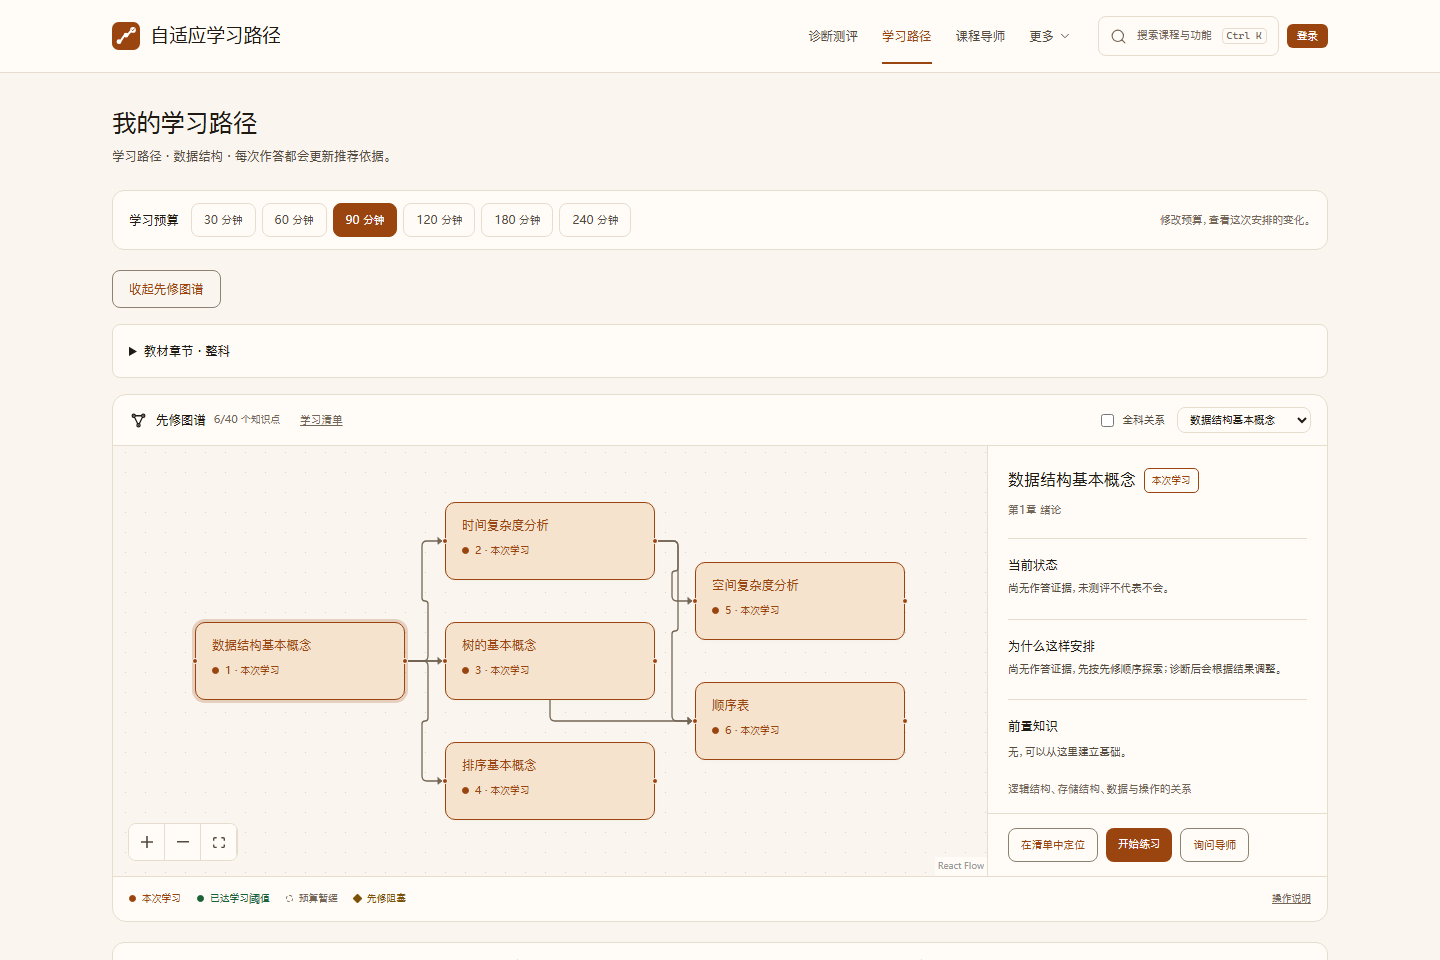 自适应学习路径
诊断测评
学习路径
课程导师
更多
搜索课程与功能
Ctrl K
登录
我的学习路径
学习路径 · 数据结构 · 每次作答都会更新推荐依据。
学习预算
30 分钟
60 分钟
90 分钟
120 分钟
180 分钟
240 分钟
修改预算，查看这次安排的变化。
收起先修图谱
教材章节 · 整科
先修图谱
6/40 个知识点
学习清单
全科关系
数据结构基本概念
时间复杂度分析
2 · 本次学习
空间复杂度分析
5 · 本次学习
数据结构基本概念
1 · 本次学习
树的基本概念
3 · 本次学习
顺序表
6 · 本次学习
排序基本概念
4 · 本次学习
React Flow
数据结构基本概念
本次学习
第1章 绪论
当前状态
尚无作答证据，未测评不代表不会。
为什么这样安排
尚无作答证据，先按先修顺序探索；诊断后会根据结果调整。
前置知识
无，可以从这里建立基础。
逻辑结构、存储结构、数据与操作的关系
在清单中定位
开始练习
询问导师
本次学习
已达学习阈值
预算暂缓
先修阻塞
操作说明